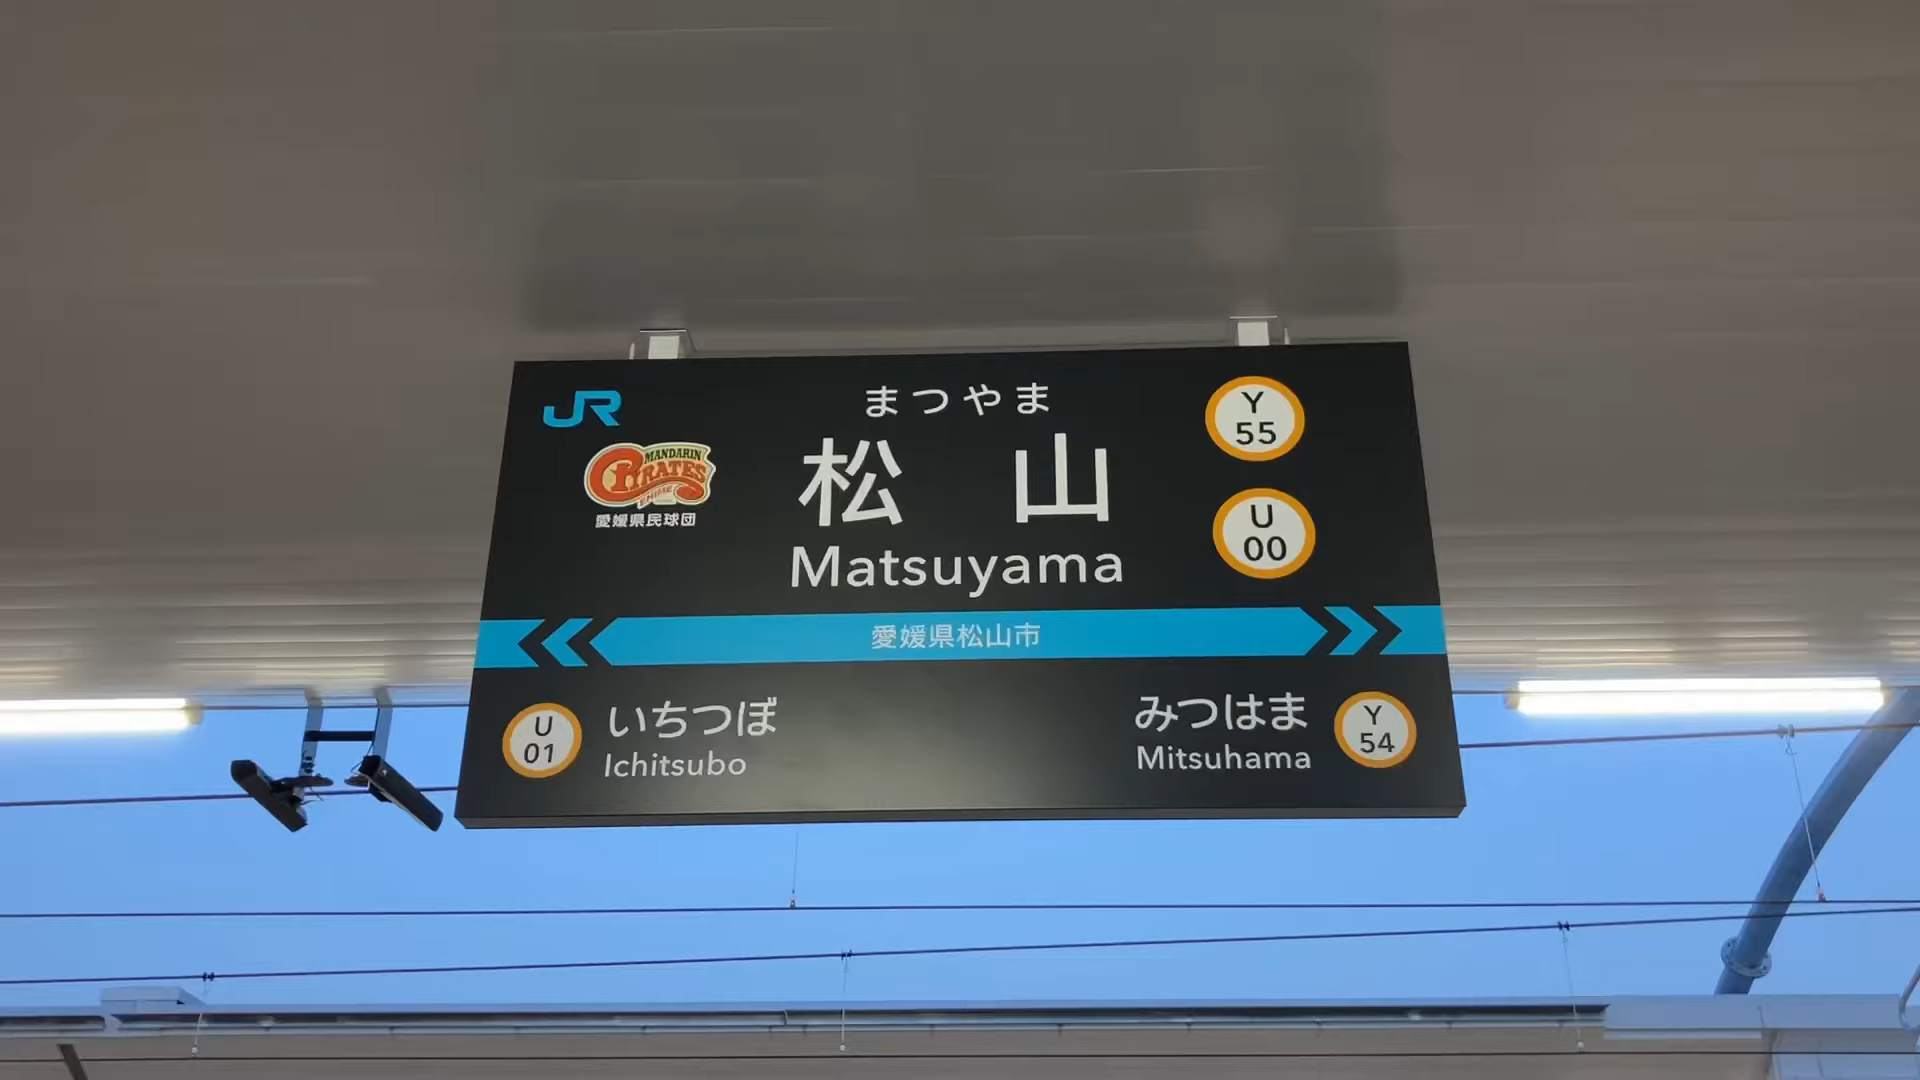 JR
MANDARIN
PIRATES
EHIME
愛媛県民球団
まつやま
松山
Matsuyama
Y
55
U
00
愛媛県松山市
U
01
いちつぼ
Ichitsubo
みつはま
Mitsuhama
Y
54